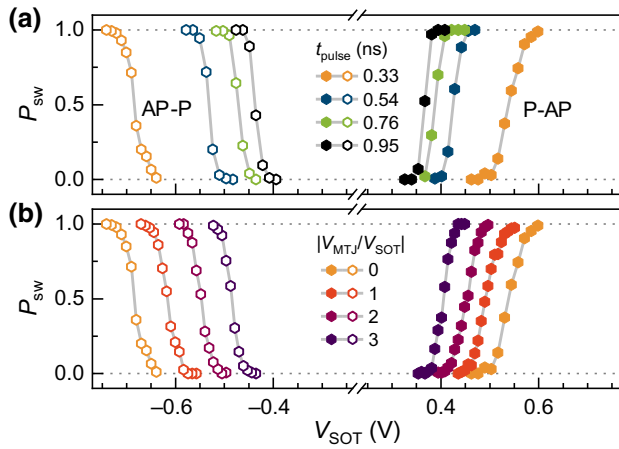 (a)
1.0
0.5
0.0
P_sw
AP-P
t_pulse (ns)
0.33
0.54
0.76
0.95
P-AP
(b)
1.0
0.5
0.0
P_sw
|V_MTJ/V_SOT|
0
1
2
3
−0.6 −0.4 0.4 0.6
V_SOT (V)